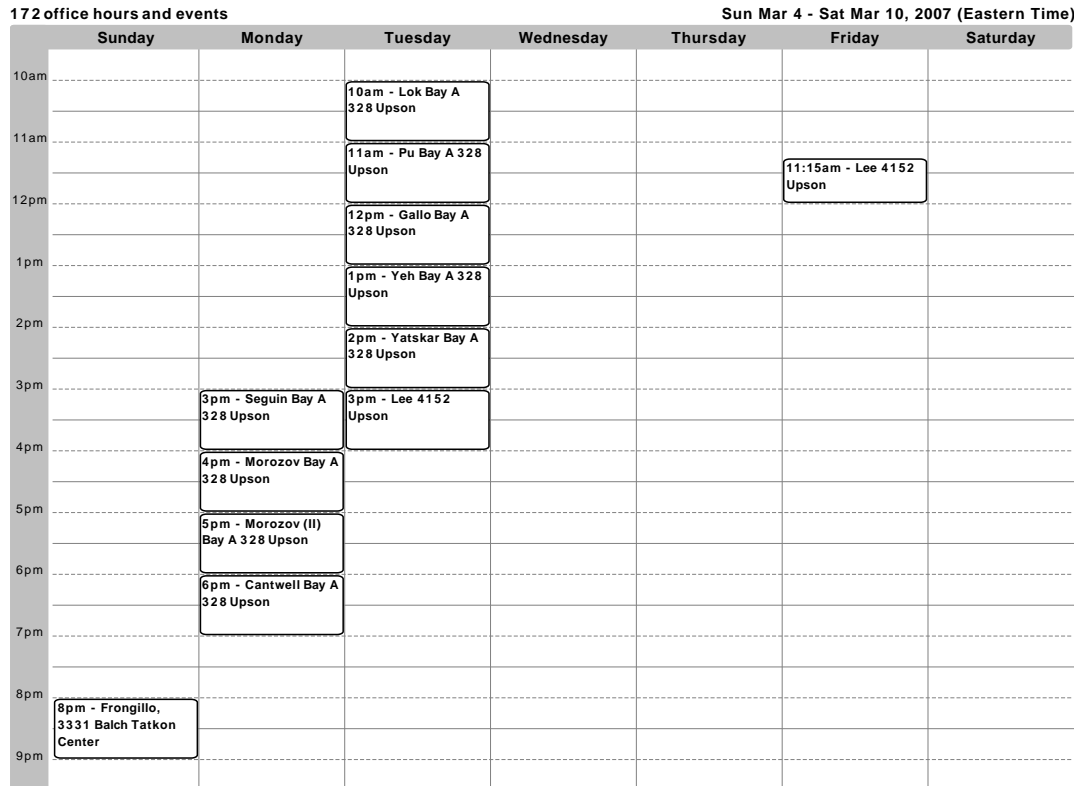 172 office hours and events
Sun Mar 4 - Sat Mar 10, 2007 (Eastern Time)
Sunday Monday Tuesday Wednesday Thursday Friday Saturday
10am
10am - Lok Bay A
328 Upson
11am
11am - Pu Bay A 328
Upson
11:15am - Lee 4152
Upson
12pm
12pm - Gallo Bay A
328 Upson
1pm
1pm - Yeh Bay A 328
Upson
2pm
2pm - Yatskar Bay A
328 Upson
3pm
3pm - Seguin Bay A
328 Upson
3pm - Lee 4152
Upson
4pm
4pm - Morozov Bay A
328 Upson
5pm
5pm - Morozov (II)
Bay A 328 Upson
6pm
6pm - Cantwell Bay A
328 Upson
7pm
8pm
8pm - Frongillo,
3331 Balch Tatkon
Center
9pm